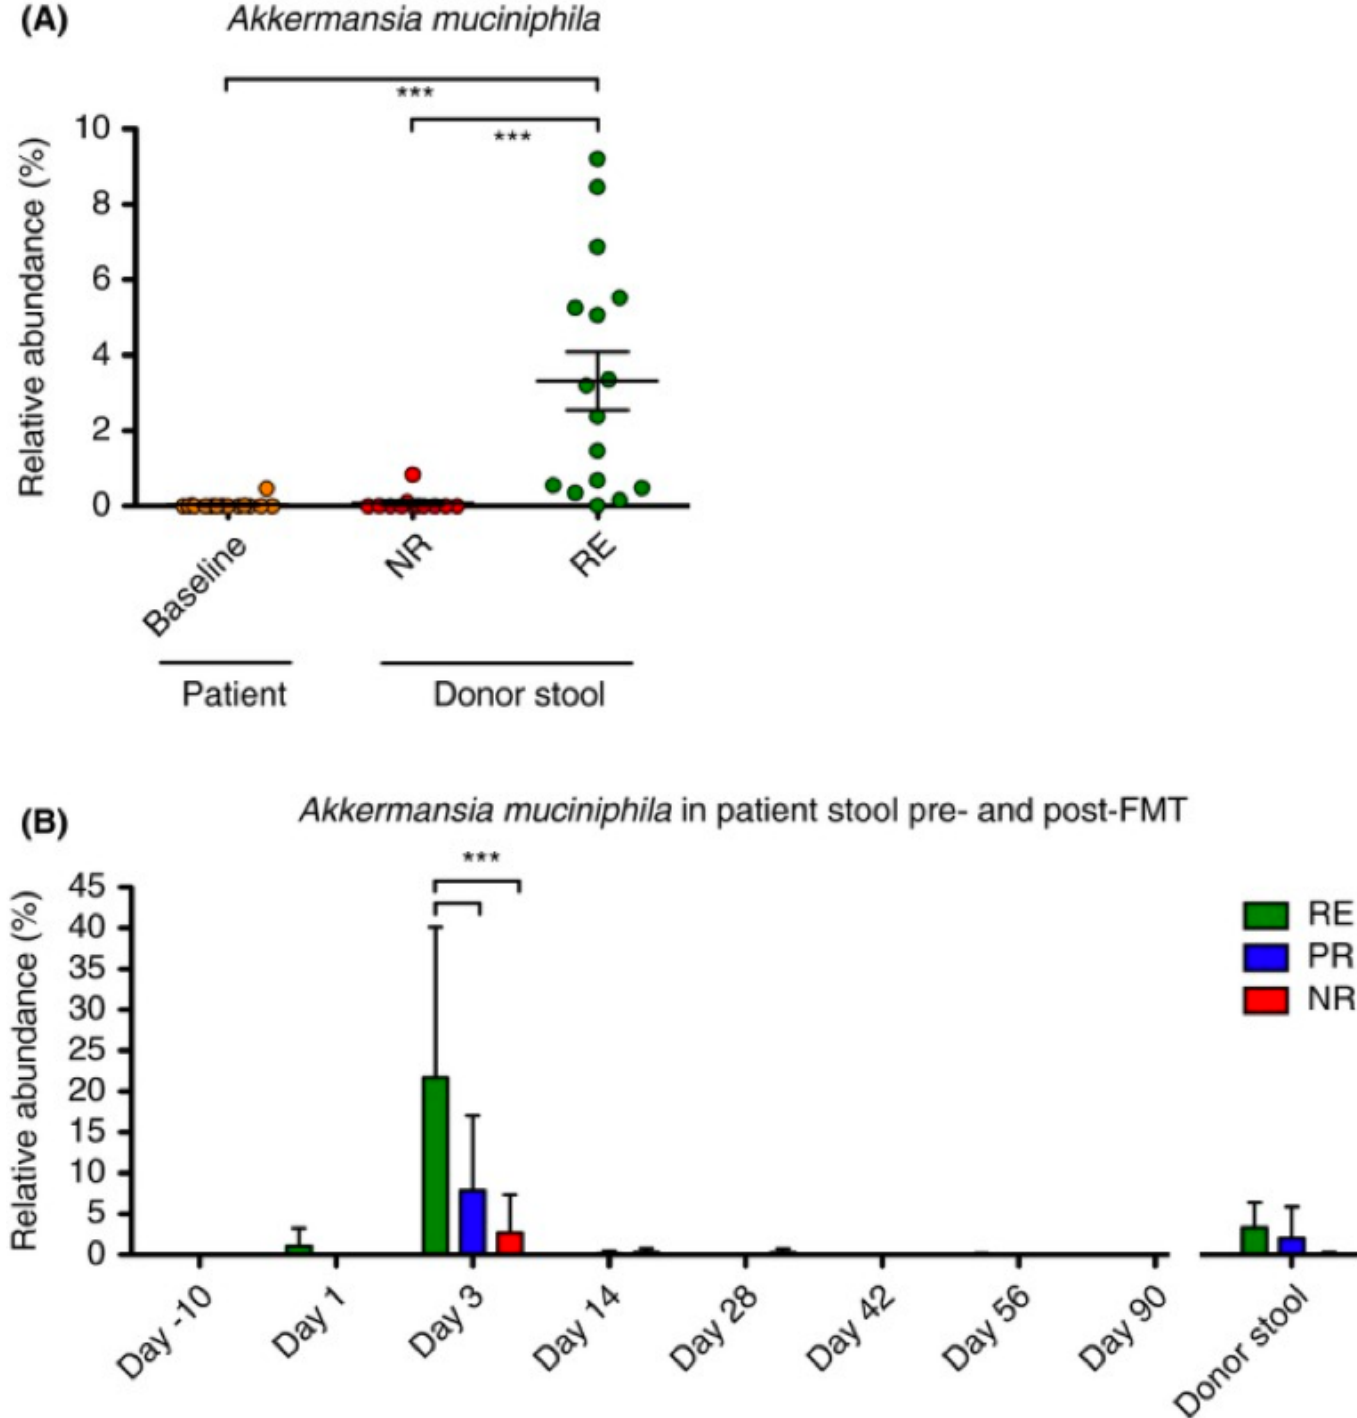 (A)
Akkermansia muciniphila
***
***
Relative abundance (%)
10
8
6
4
2
0
Baseline
NR
RE
Patient
Donor stool
(B)
Akkermansia muciniphila in patient stool pre- and post-FMT
***
Relative abundance (%)
45
40
35
30
25
20
15
10
5
0
RE
PR
NR
Day -10
Day 1
Day 3
Day 14
Day 28
Day 42
Day 56
Day 90
Donor stool